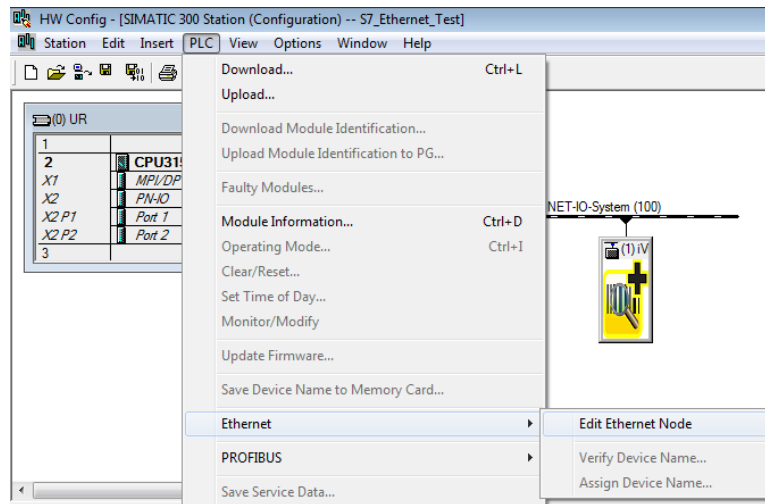 HW Config - [SIMATIC 300 Station (Configuration) -- S7_Ethernet_Test]
Station Edit Insert PLC View Options Window Help
Download... Ctrl+L
Upload...
Download Module Identification...
Upload Module Identification to PG...
Faulty Modules...
Module Information... Ctrl+D
Operating Mode... Ctrl+I
Clear/Reset...
Set Time of Day...
Monitor/Modify
Update Firmware...
Save Device Name to Memory Card...
Ethernet
PROFIBUS
Save Service Data...
Edit Ethernet Node
Verify Device Name...
Assign Device Name...
(0) UR
1
2 CPU31
X1 MPI/DP
X2 PN-IO
X2 P1 Port 1
X2 P2 Port 2
3
NET-IO-System (100)
(1) iV